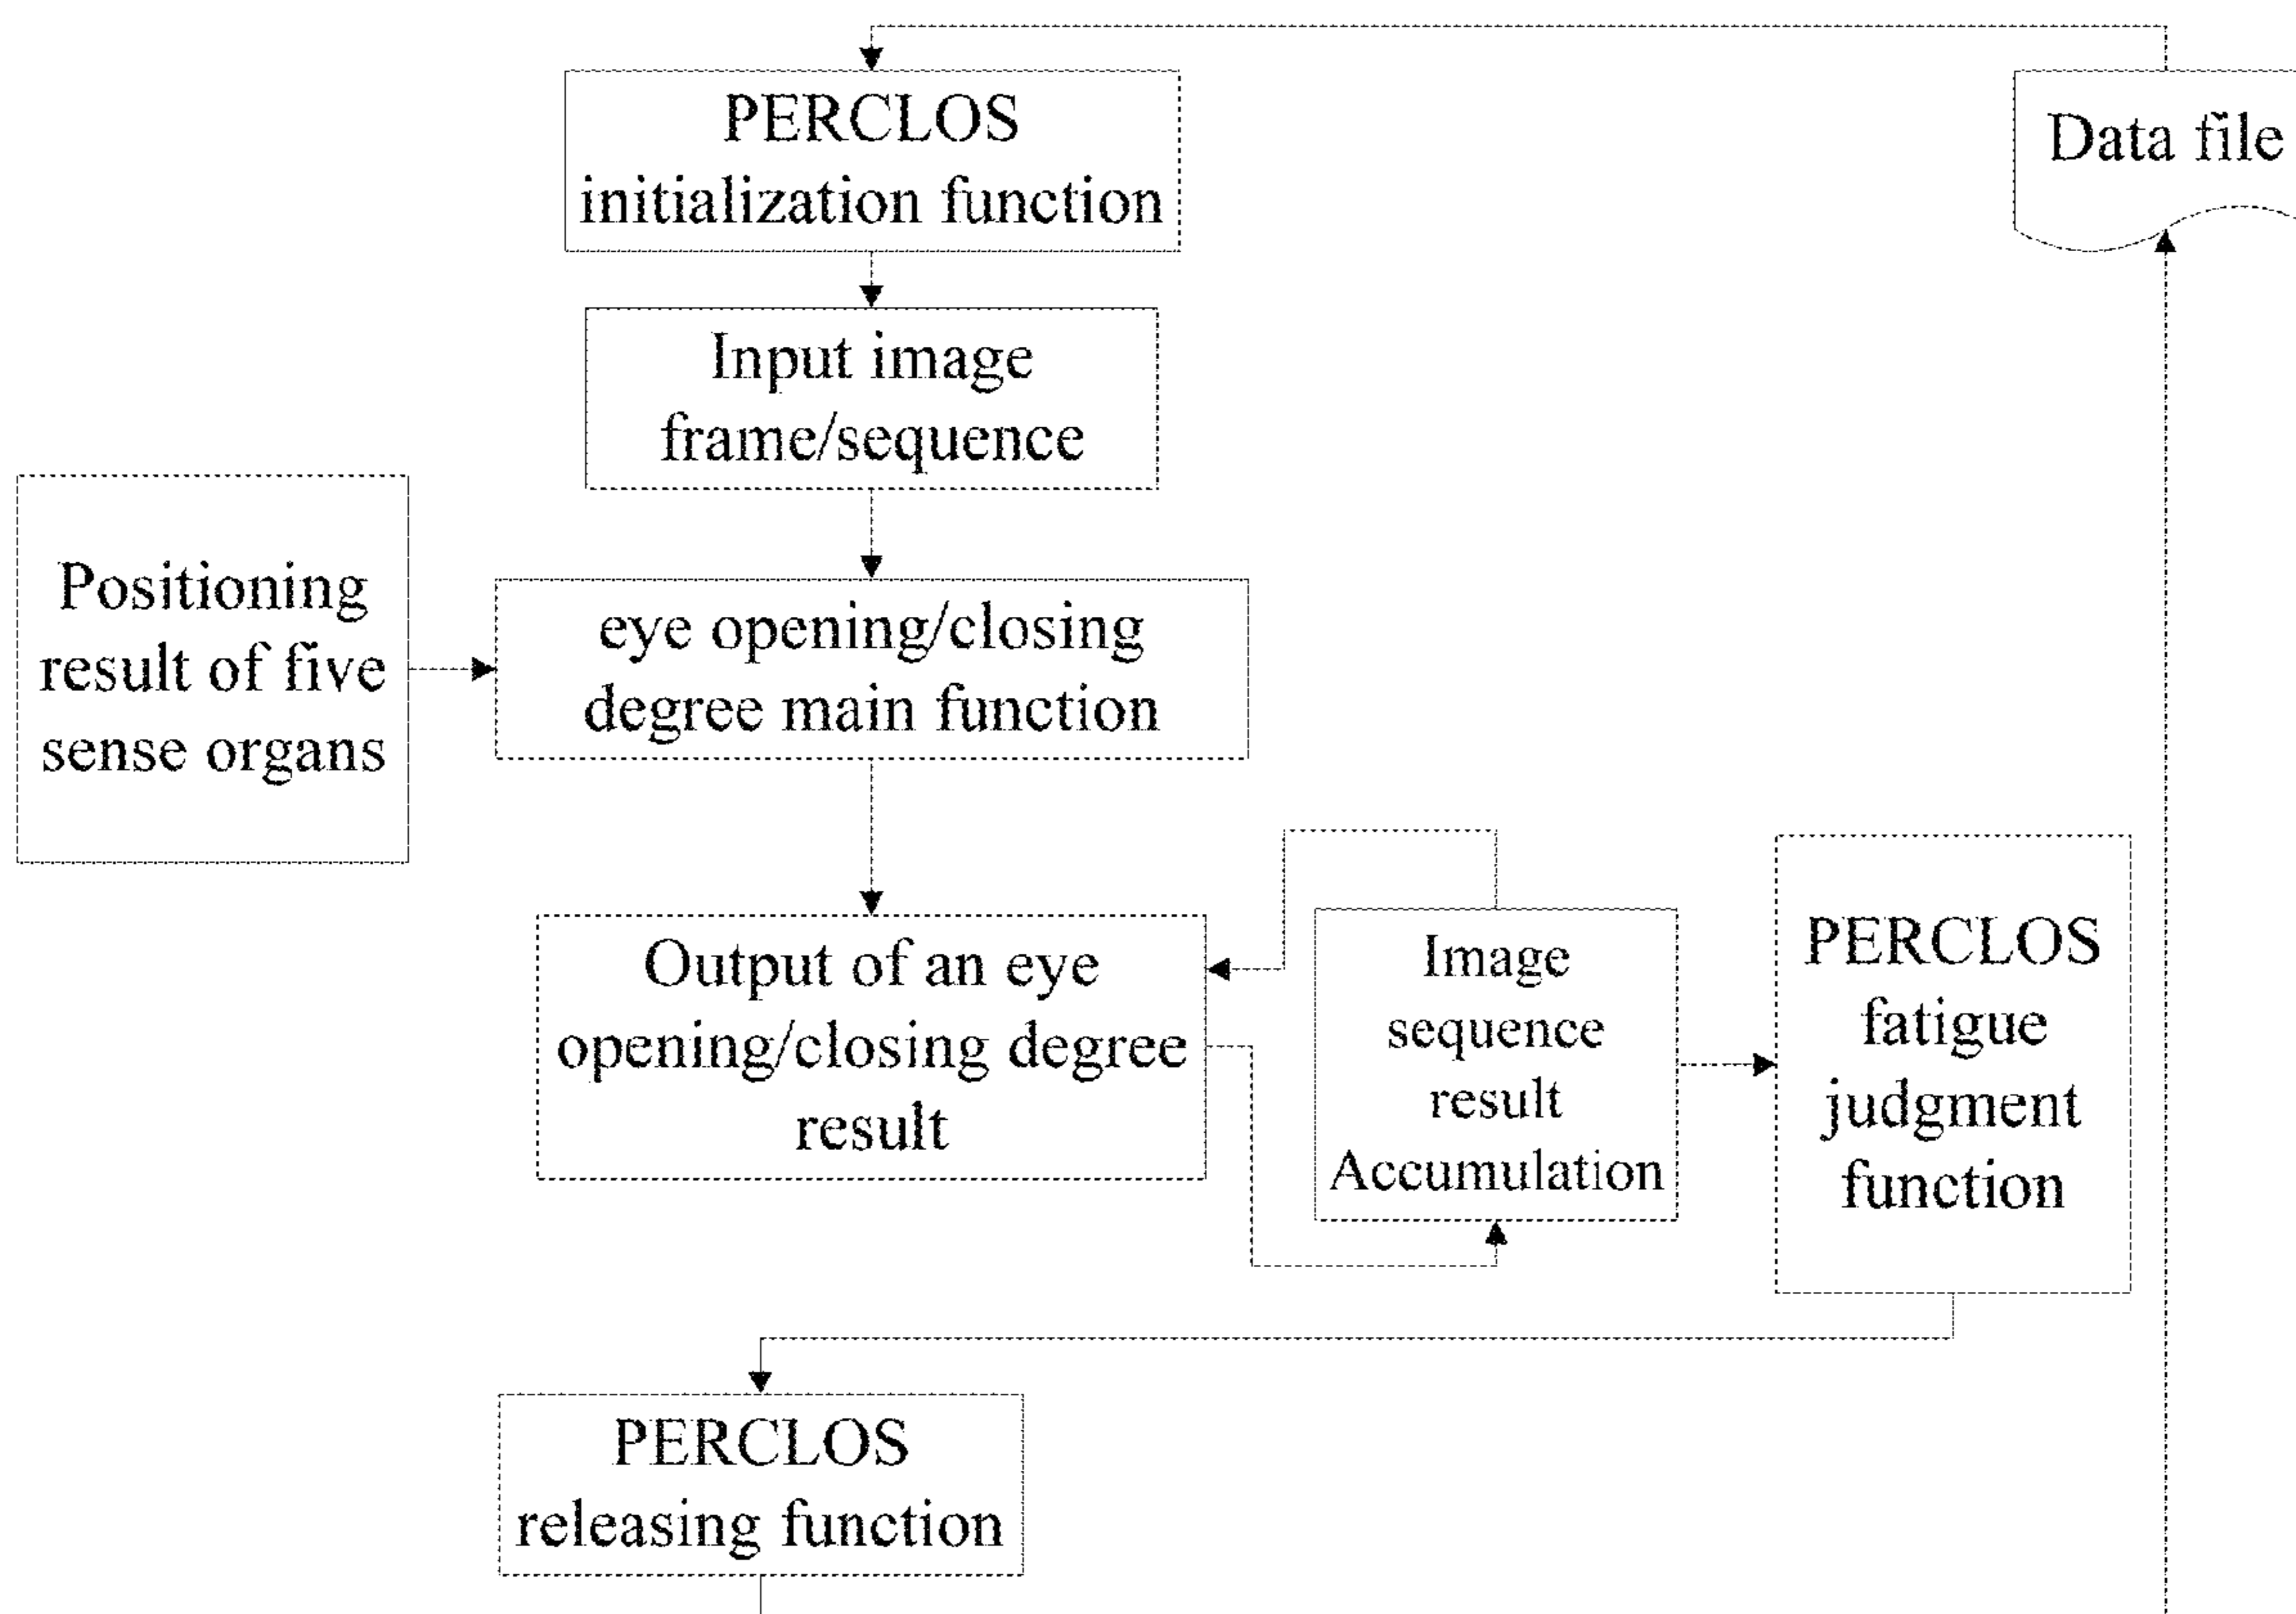 PERCLOS
initialization function
Data file
Input image
frame/sequence
Positioning
result of five
sense organs
eye opening/closing
degree main function
Output of an eye
opening/closing degree
result
Image
sequence
result
Accumulation
PERCLOS
fatigue
judgment
function
PERCLOS
releasing function